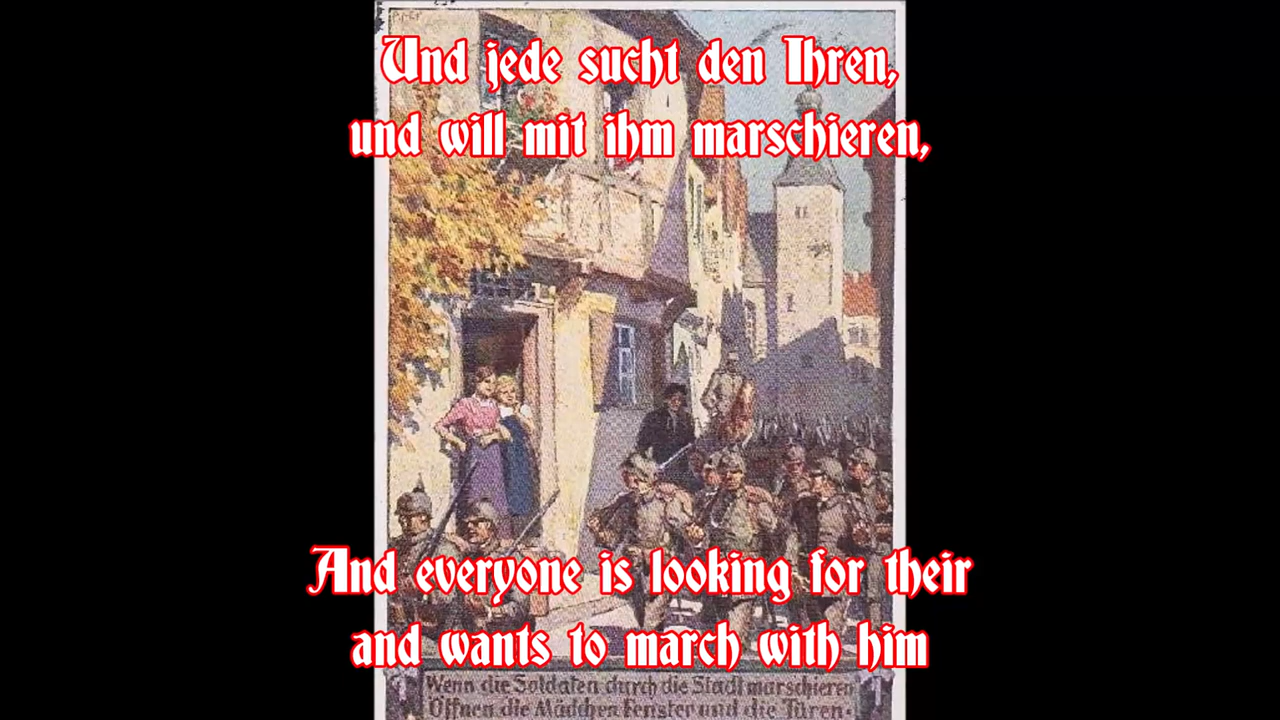 Und jede sucht den Ihren,
und will mit ihm marschieren,
And everyone is looking for their
and wants to march with him
Wenn die Soldaten durch die Stadt marschieren
Öffnen die Mädchen Fenster und die Türen.